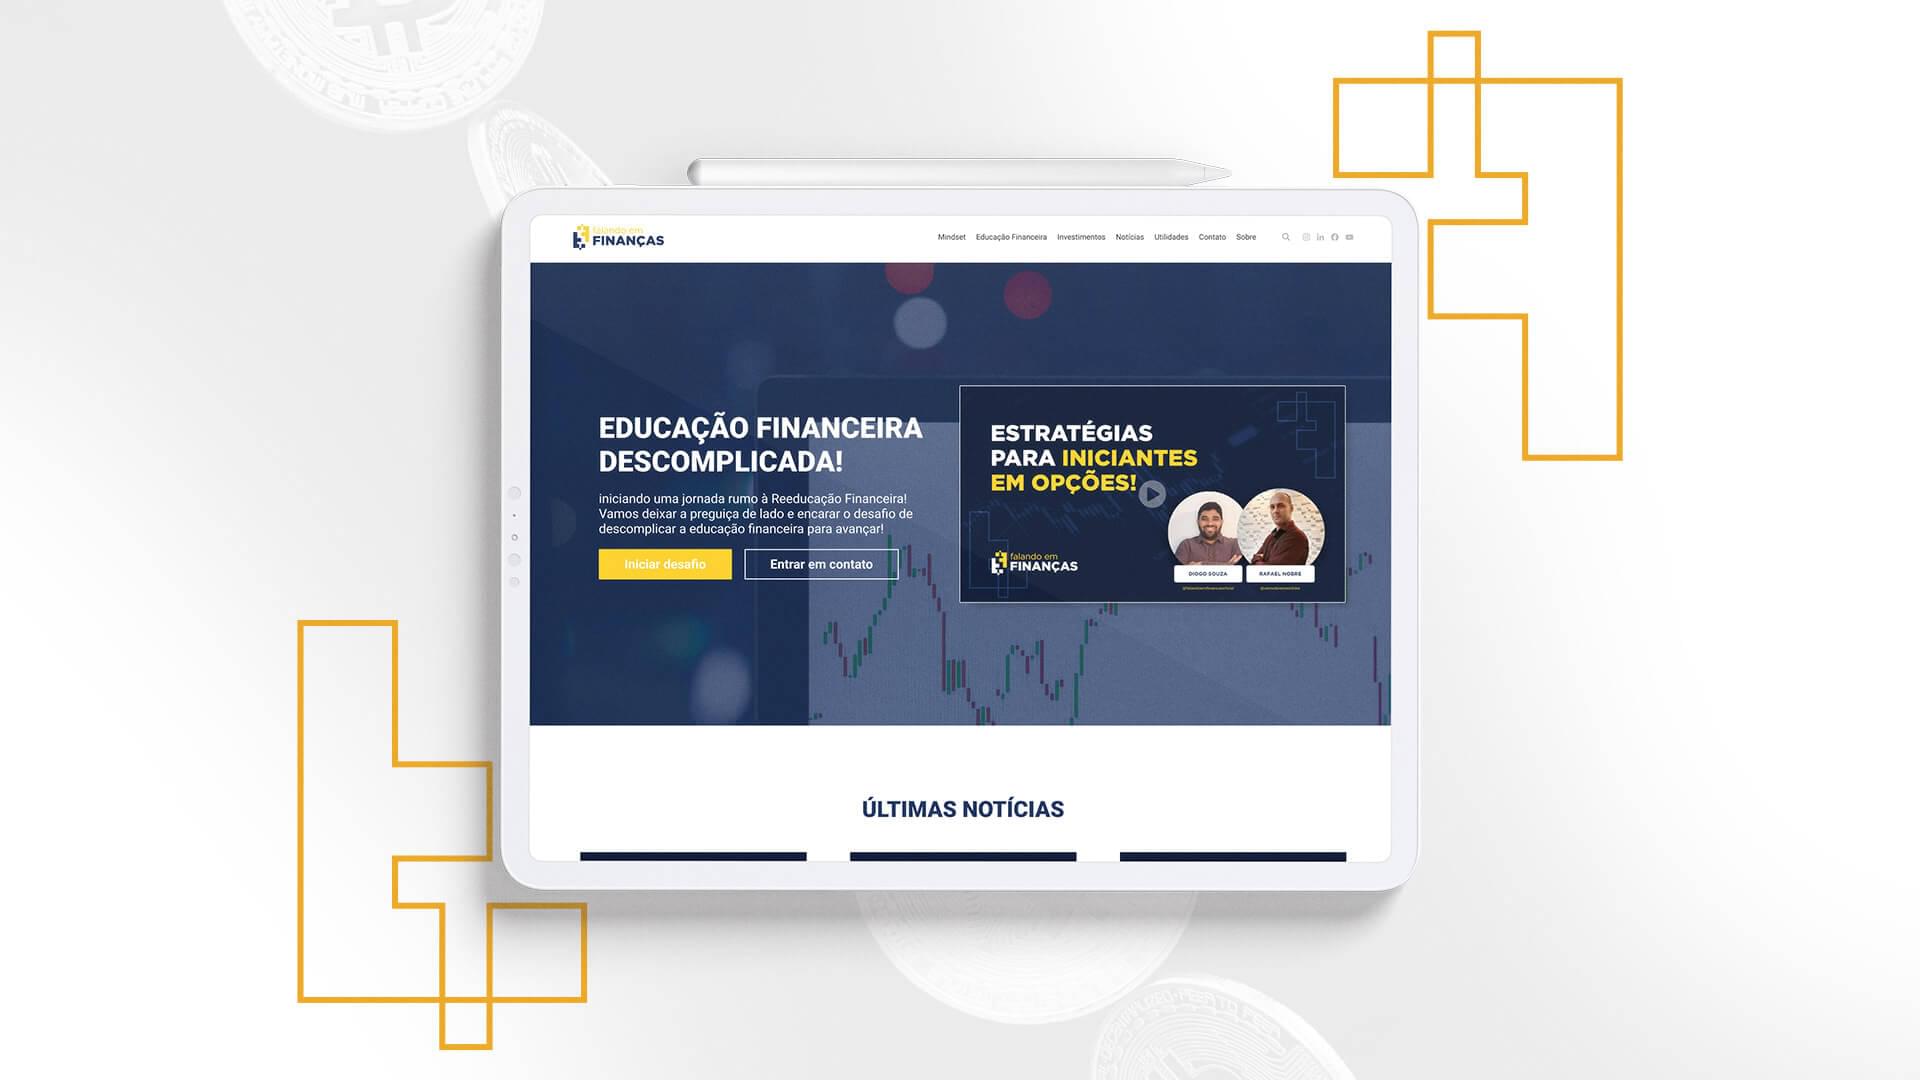 falando em
FINANÇAS
Mindset Educação Financeira Investimentos Notícias Utilidades Contato Sobre
EDUCAÇÃO FINANCEIRA
DESCOMPLICADA!
iniciando uma jornada rumo à Reeducação Financeira!
Vamos deixar a preguiça de lado e encarar o desafio de
descomplicar a educação financeira para avançar!
Iniciar desafio
Entrar em contato
ESTRATÉGIAS
PARA INICIANTES
EM OPÇÕES!
falando em
FINANÇAS
DIOGO SOUZA
RAFAEL NOBRE
ÚLTIMAS NOTÍCIAS